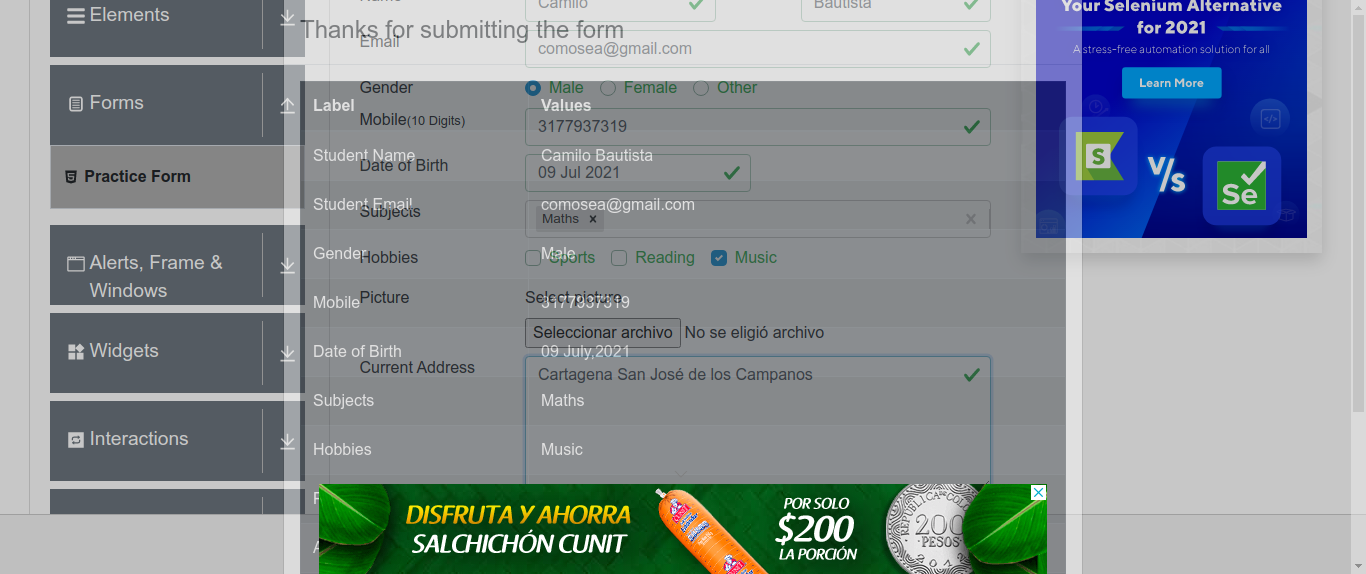 Elements
Forms
Practice Form
Alerts, Frame &
Windows
Widgets
Interactions
Name
Camilo
Bautista
Thanks for submitting the form
Email
comosea@gmail.com
Gender
Male
Female
Other
Label
Values
Mobile(10 Digits)
3177937319
Student Name
Camilo Bautista
Date of Birth
09 Jul 2021
Student Email
comosea@gmail.com
Subjects
Maths ×
Gender
Male
Hobbies
Sports
Reading
Music
Mobile
3177937319
Picture
Select picture
Seleccionar archivo
No se eligió archivo
Date of Birth
09 July,2021
Current Address
Cartagena San José de los Campanos
Subjects
Maths
Hobbies
Music
Your Selenium Alternative
for 2021
A stress-free automation solution for all
Learn More
S
V/s
Se
DISFRUTA Y AHORRA
SALCHICHÓN CUNIT
POR SOLO
$200
LA PORCIÓN
REPUBLICA DE COLOMBIA
200
PESOS